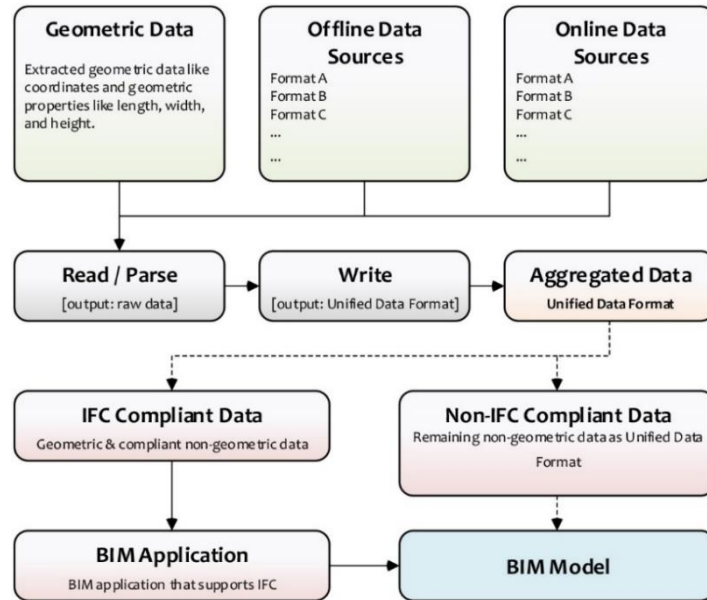 Geometric Data
Extracted geometric data like
coordinates and geometric
properties like length, width,
and height.
Offline Data
Sources
Format A
Format B
Format C
...
...
Online Data
Sources
Format A
Format B
Format C
...
...
Read / Parse
[output: raw data]
Write
[output: Unified Data Format]
Aggregated Data
Unified Data Format
IFC Compliant Data
Geometric & compliant non-geometric data
Non-IFC Compliant Data
Remaining non-geometric data as Unified Data
Format
BIM Application
BIM application that supports IFC
BIM Model